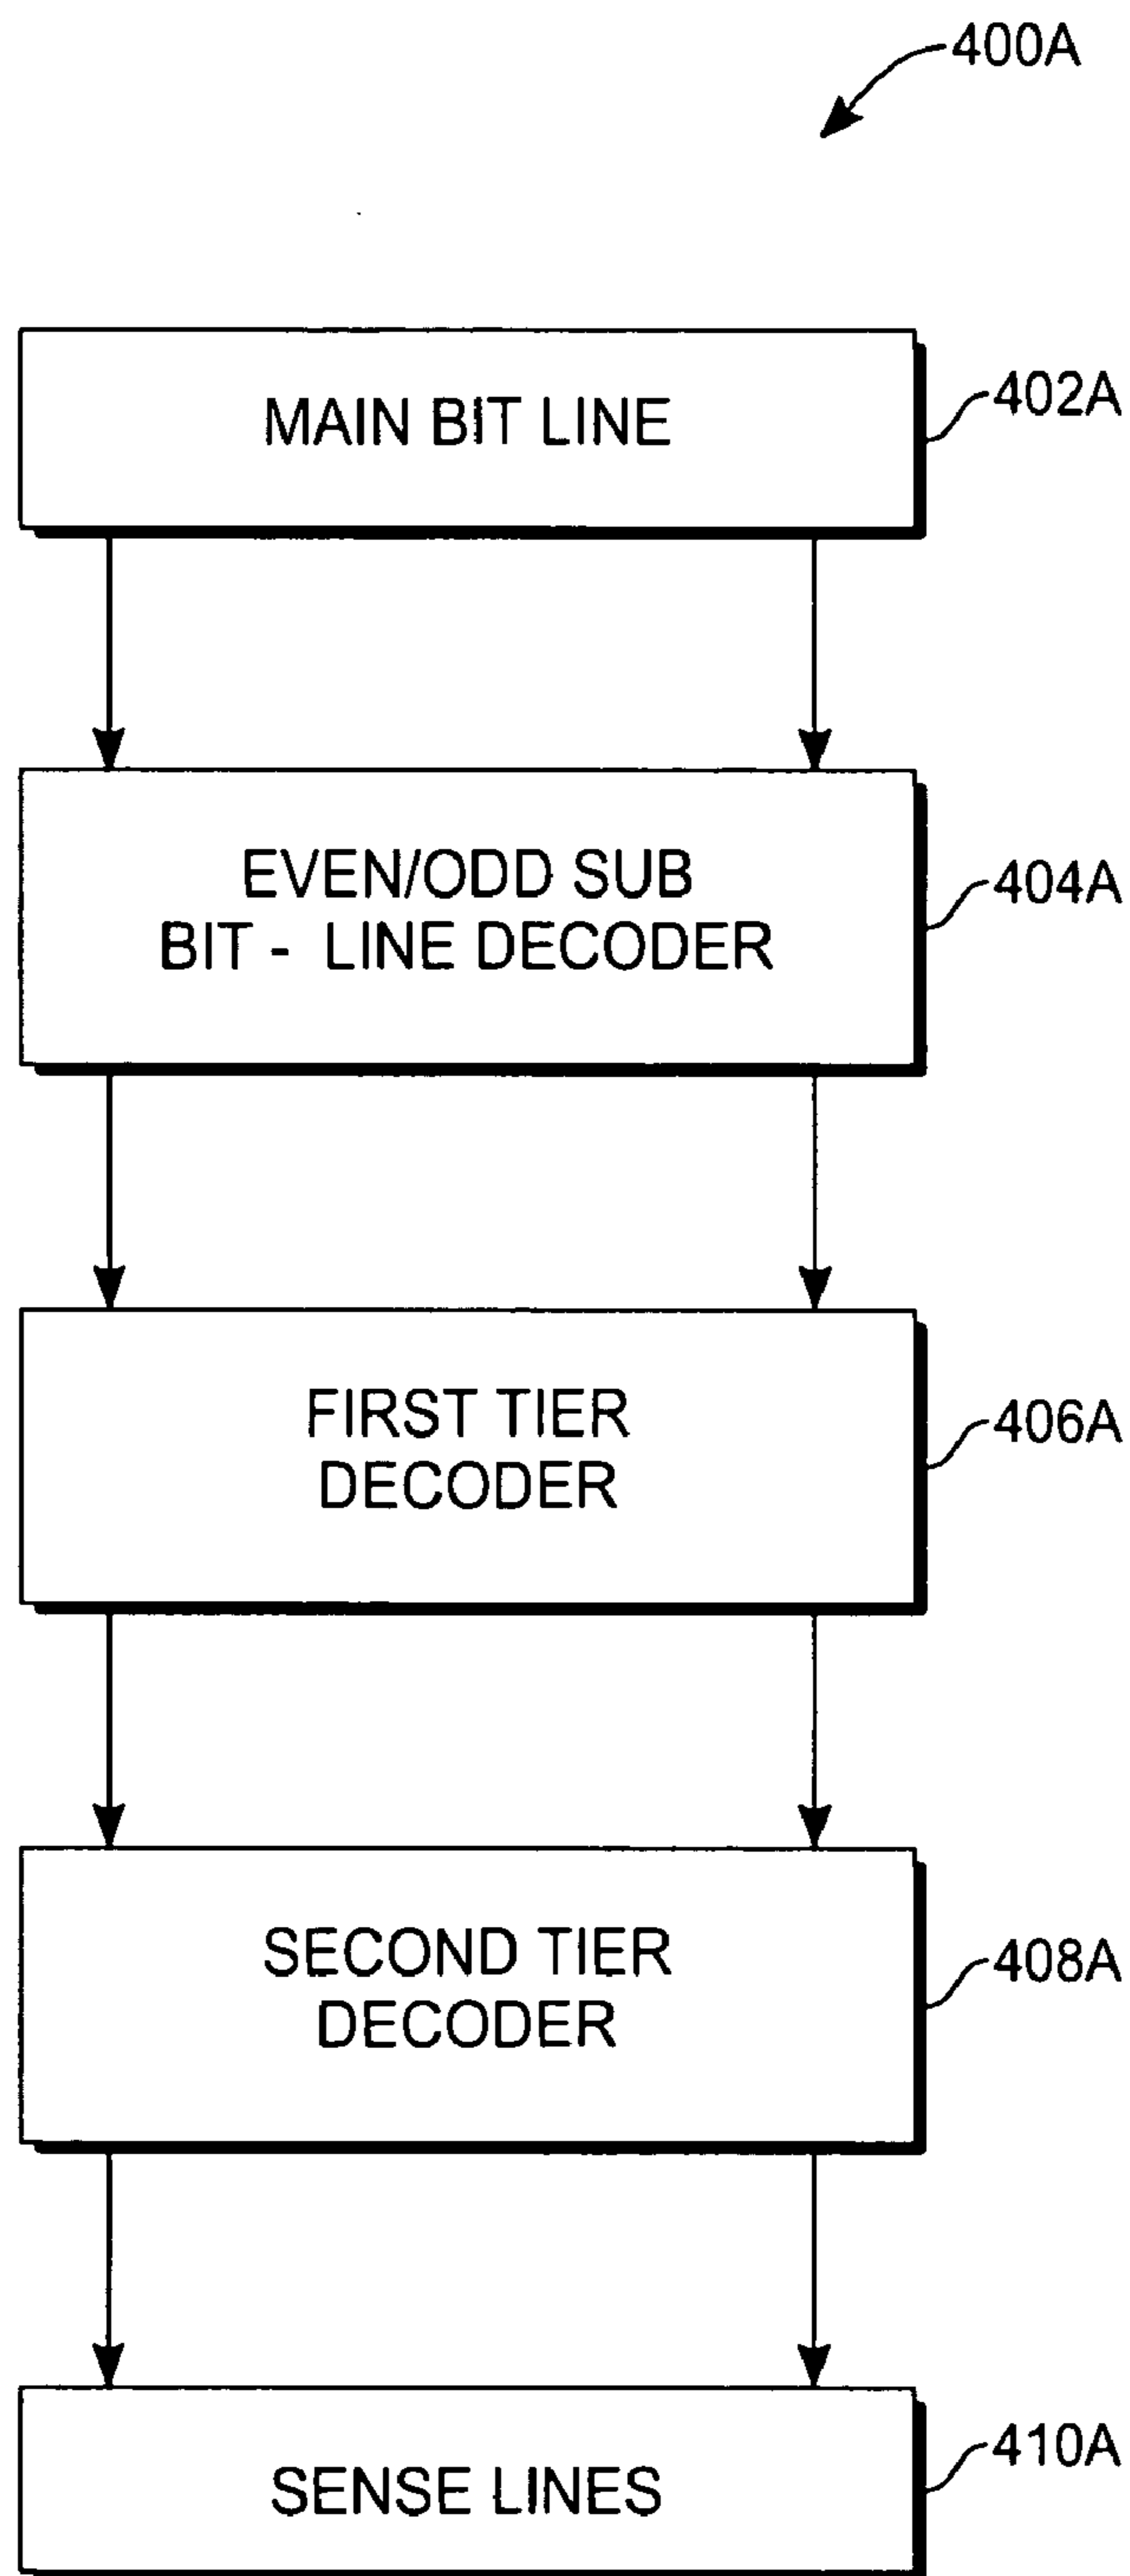 400A
MAIN BIT LINE
402A
EVEN/ODD SUB
BIT - LINE DECODER
404A
FIRST TIER
DECODER
406A
SECOND TIER
DECODER
408A
SENSE LINES
410A